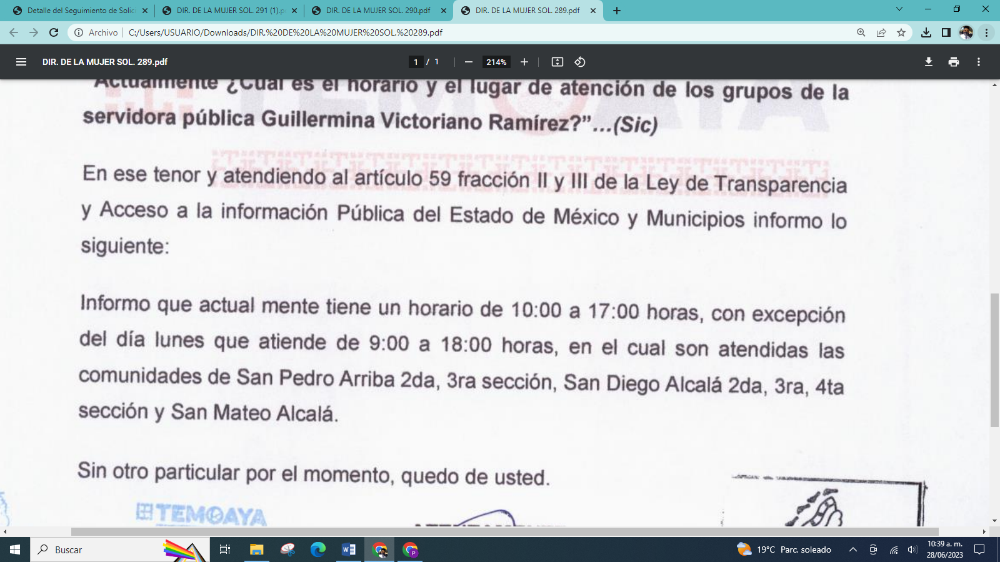 Detalle del Seguimiento de Solici
DIR. DE LA MUJER SOL. 291 (1).p
DIR. DE LA MUJER SOL. 290.pdf
DIR. DE LA MUJER SOL. 289.pdf
Archivo
C:/Users/USUARIO/Downloads/DIR.%20DE%20LA%20MUJER%20SOL.%20289.pdf
DIR. DE LA MUJER SOL. 289.pdf
1 / 1
214%
"Actualmente ¿Cuál es el horario y el lugar de atención de los grupos de la
servidora pública Guillermina Victoriano Ramírez?"...(Sic)
En ese tenor y atendiendo al artículo 59 fracción II y III de la Ley de Transparencia
y Acceso a la información Pública del Estado de México y Municipios informo lo
siguiente:
Informo que actual mente tiene un horario de 10:00 a 17:00 horas, con excepción
del día lunes que atiende de 9:00 a 18:00 horas, en el cual son atendidas las
comunidades de San Pedro Arriba 2da, 3ra sección, San Diego Alcalá 2da, 3ra, 4ta
sección y San Mateo Alcalá.
Sin otro particular por el momento, quedo de usted.
TEMOAYA
Buscar
19°C Parc. soleado
10:39 a. m.
28/06/2023